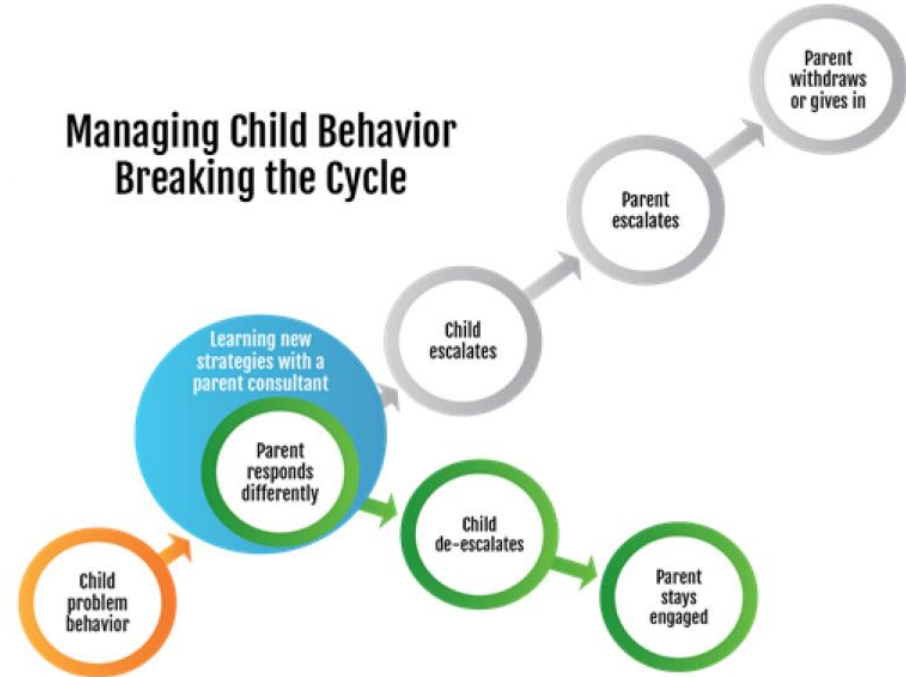 Managing Child Behavior
Breaking the Cycle
Parent
withdraws
or gives in
Parent
escalates
Child
escalates
Learning new
strategies with a
parent consultant
Parent
responds
differently
Child
de-escalates
Child
problem
behavior
Parent
stays
engaged